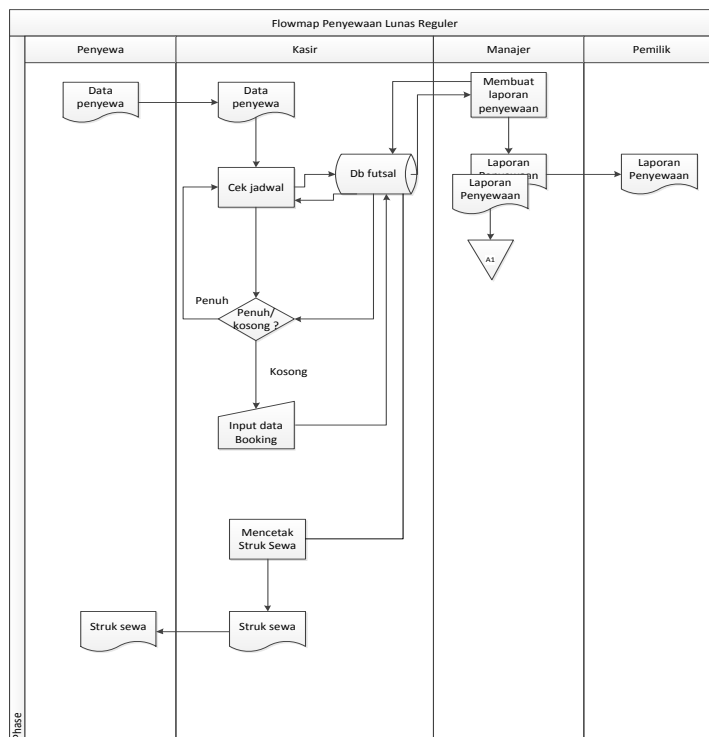 Flowmap Penyewaan Lunas Reguler
Penyewa
Kasir
Manajer
Pemilik
Data
penyewa
Data
penyewa
Membuat
laporan
penyewaan
Cek jadwal
Db futsal
Laporan
Penyewaan
Laporan
Penyewaan
Laporan
Penyewaan
A1
Penuh
Penuh/
kosong ?
Kosong
Input data
Booking
Mencetak
Struk Sewa
Struk sewa
Struk sewa
Phase